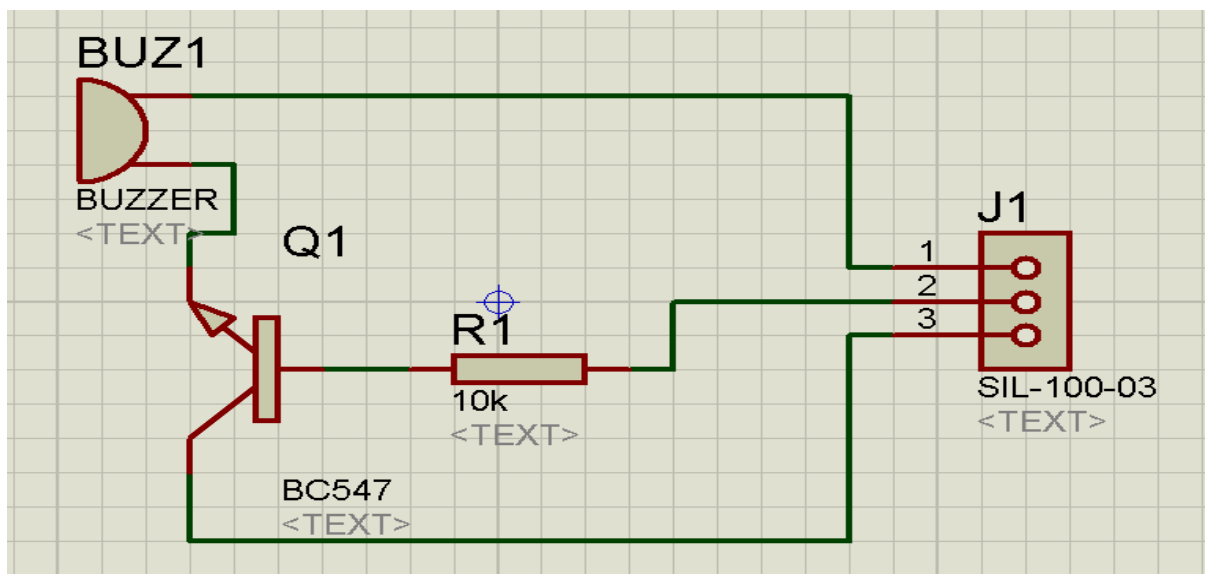 BUZ1
BUZZER
<TEXT>
Q1
BC547
<TEXT>
R1
10k
<TEXT>
J1
1
2
3
SIL-100-03
<TEXT>